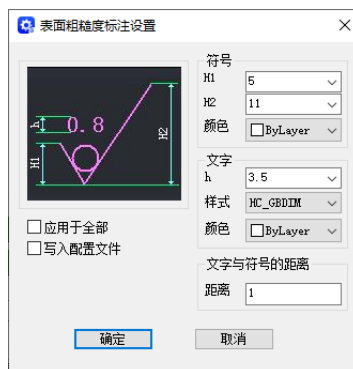 表面粗糙度标注设置
h
0.8
H1
H2
应用于全部
写入配置文件
符号
H1 5
H2 11
颜色 ByLayer
文字
h 3.5
样式 HC_GBDIM
颜色 ByLayer
文字与符号的距离
距离 1
确定 取消